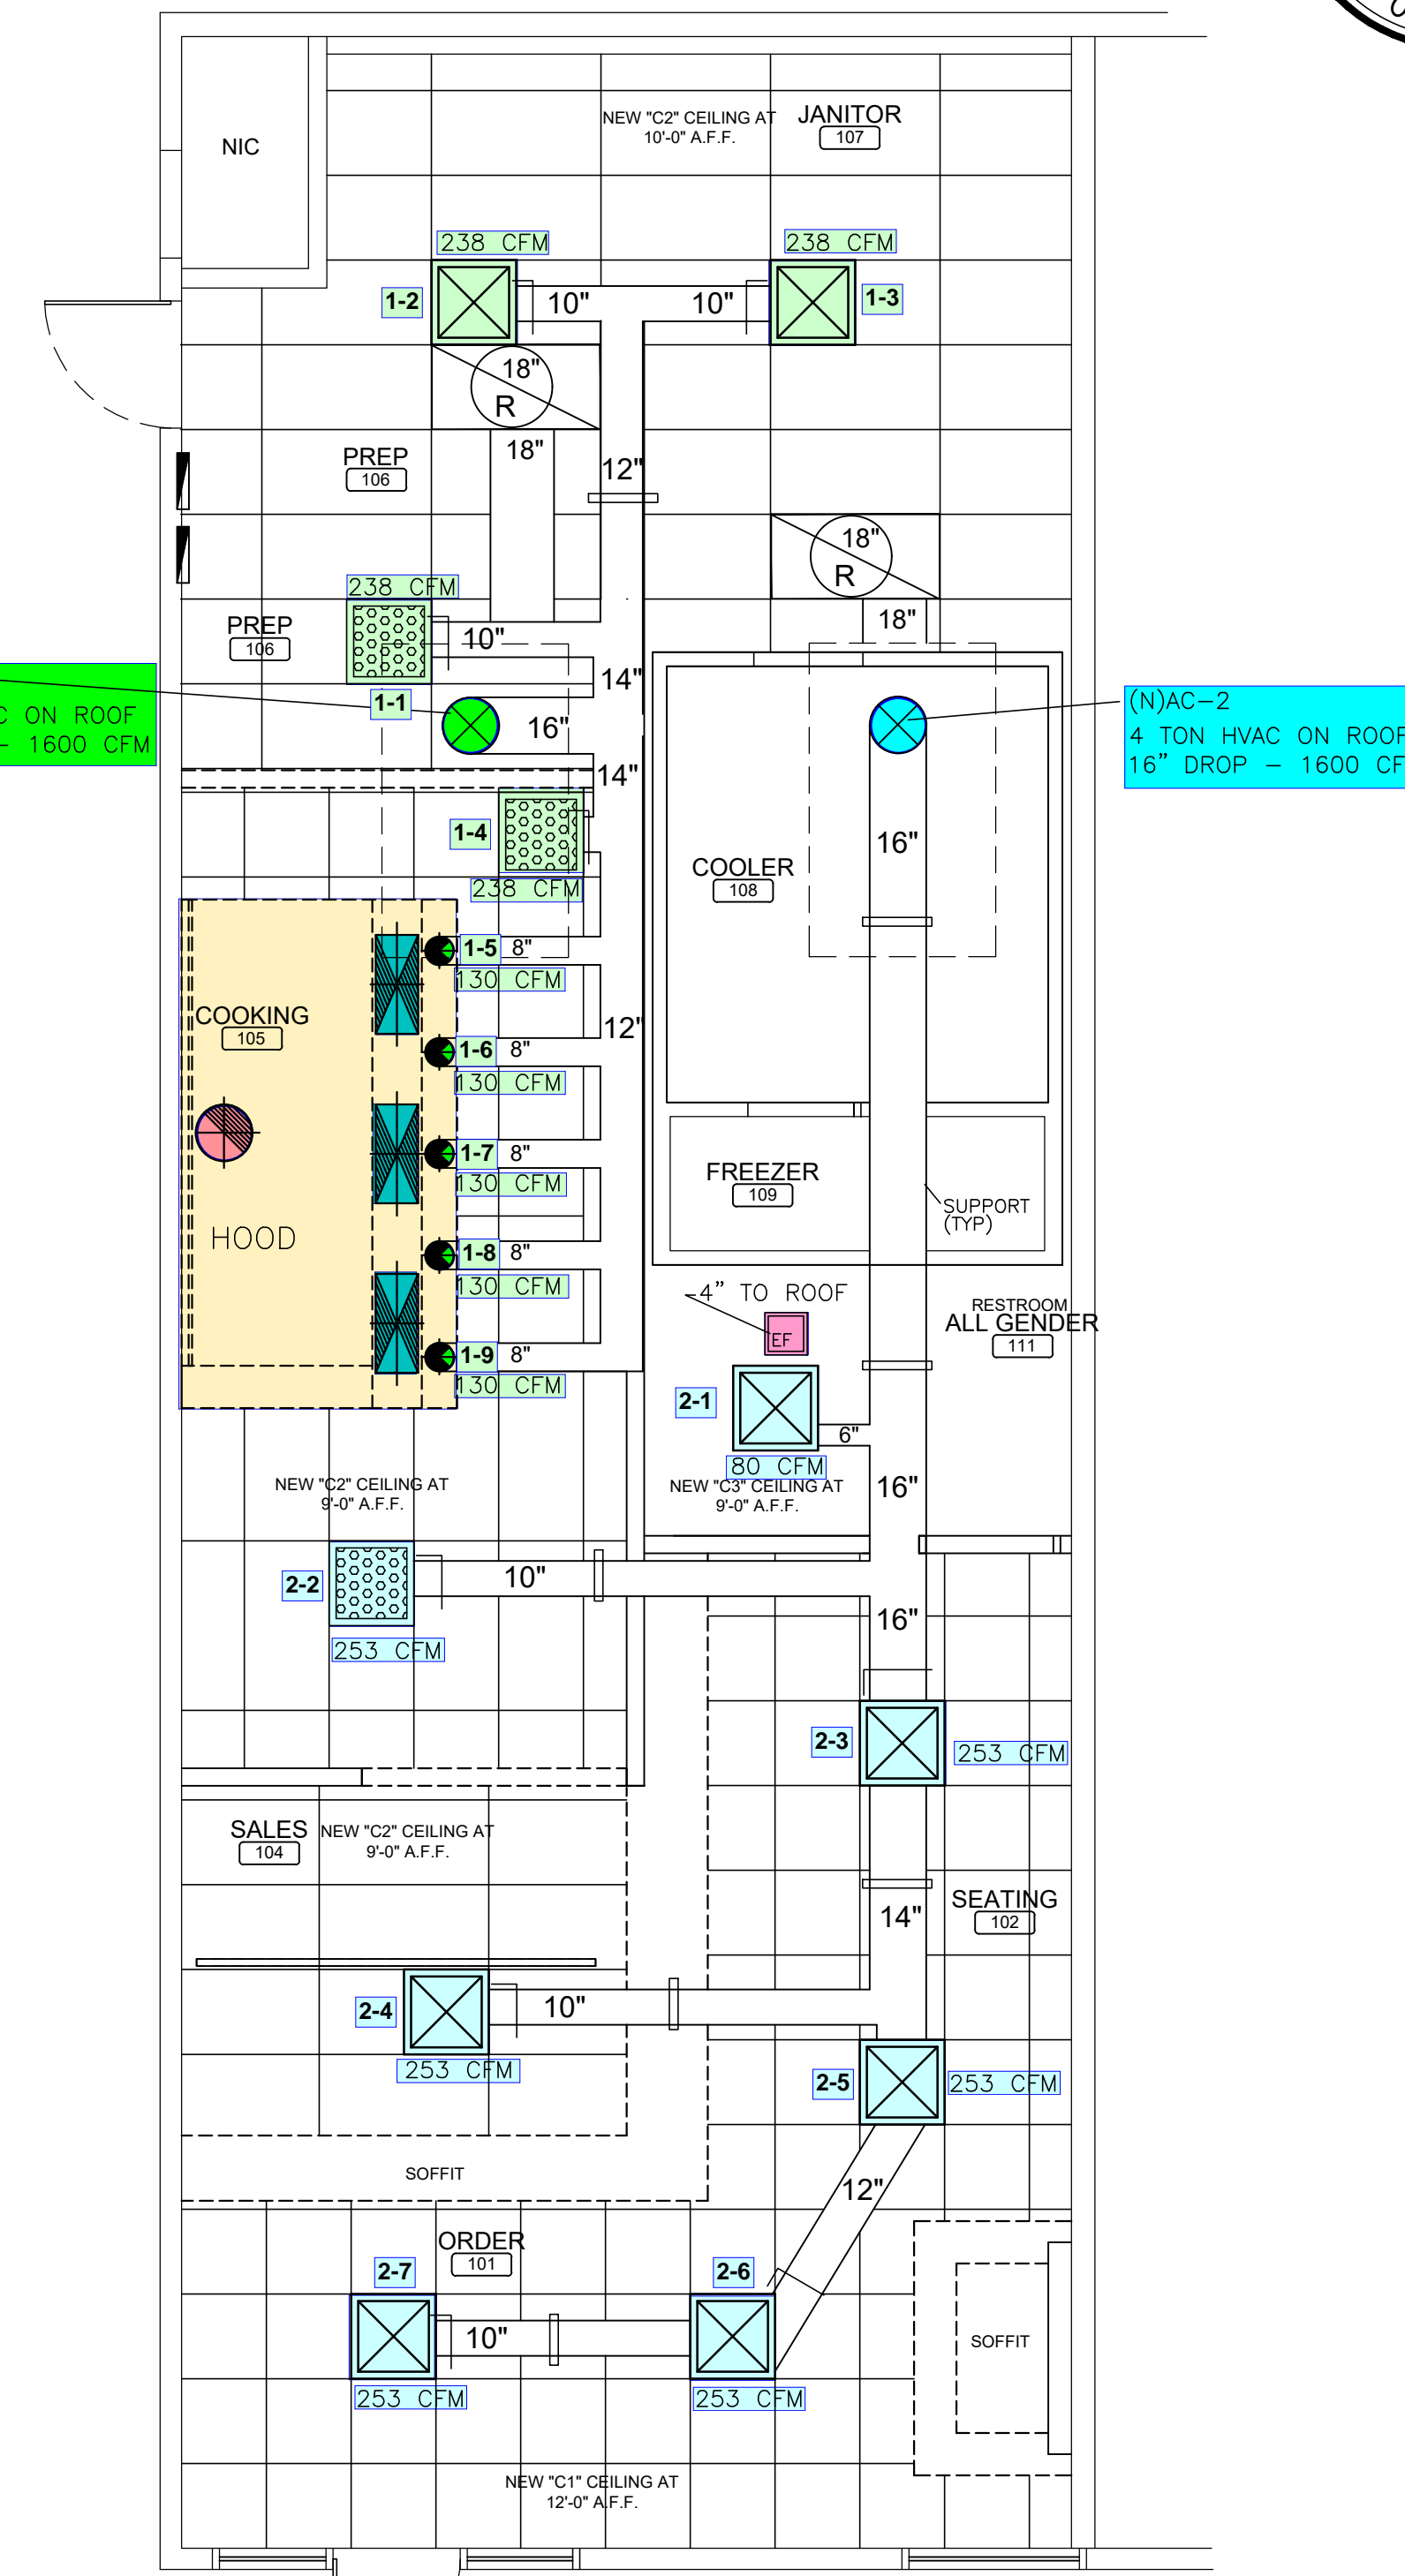 NEW "C2" CEILING AT
10'-0" A.F.F.
JANITOR
107
NIC
238 CFM
238 CFM
1-2
10"
10"
1-3
18"
R
18"
12"
PREP
106
18"
R
18"
238 CFM
PREP
106
10"
1-1
14"
16"
14"
C ON ROOF
- 1600 CFM
(N)AC-2
4 TON HVAC ON ROOF
16" DROP - 1600 CF
1-4
238 CFM
16"
COOLER
108
1-5 8"
130 CFM
COOKING
105
12"
1-6 8"
130 CFM
1-7 8"
130 CFM
FREEZER
109
SUPPORT
(TYP)
HOOD
1-8 8"
130 CFM
4" TO ROOF
EF
RESTROOM
ALL GENDER
111
1-9 8"
130 CFM
2-1
6"
80 CFM
NEW "C2" CEILING AT
9'-0" A.F.F.
NEW "C3" CEILING AT
9'-0" A.F.F.
16"
2-2
10"
253 CFM
16"
2-3
253 CFM
SALES
104
NEW "C2" CEILING AT
9'-0" A.F.F.
SEATING
102
14"
2-4
10"
253 CFM
2-5
253 CFM
SOFFIT
12"
ORDER
101
2-7
2-6
10"
SOFFIT
253 CFM
253 CFM
NEW "C1" CEILING AT
12'-0" A.F.F.